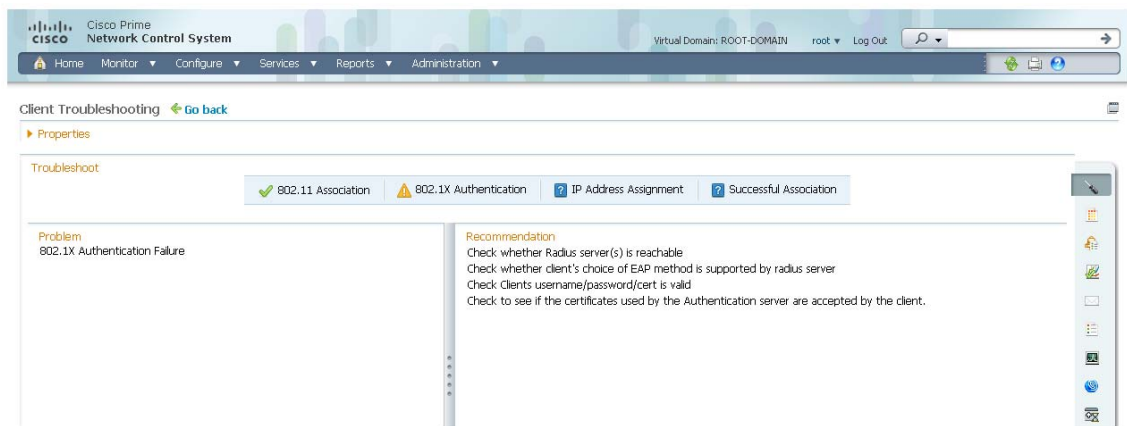 Cisco Prime
CISCO Network Control System
Virtual Domain: ROOT-DOMAIN root Log Out
Home Monitor Configure Services Reports Administration
Client Troubleshooting Go back
Properties
Troubleshoot
802.11 Association 802.1X Authentication IP Address Assignment Successful Association
Problem
802.1X Authentication Failure
Recommendation
Check whether Radius server(s) is reachable
Check whether client's choice of EAP method is supported by radius server
Check Clients username/password/cert is valid
Check to see if the certificates used by the Authentication server are accepted by the client.